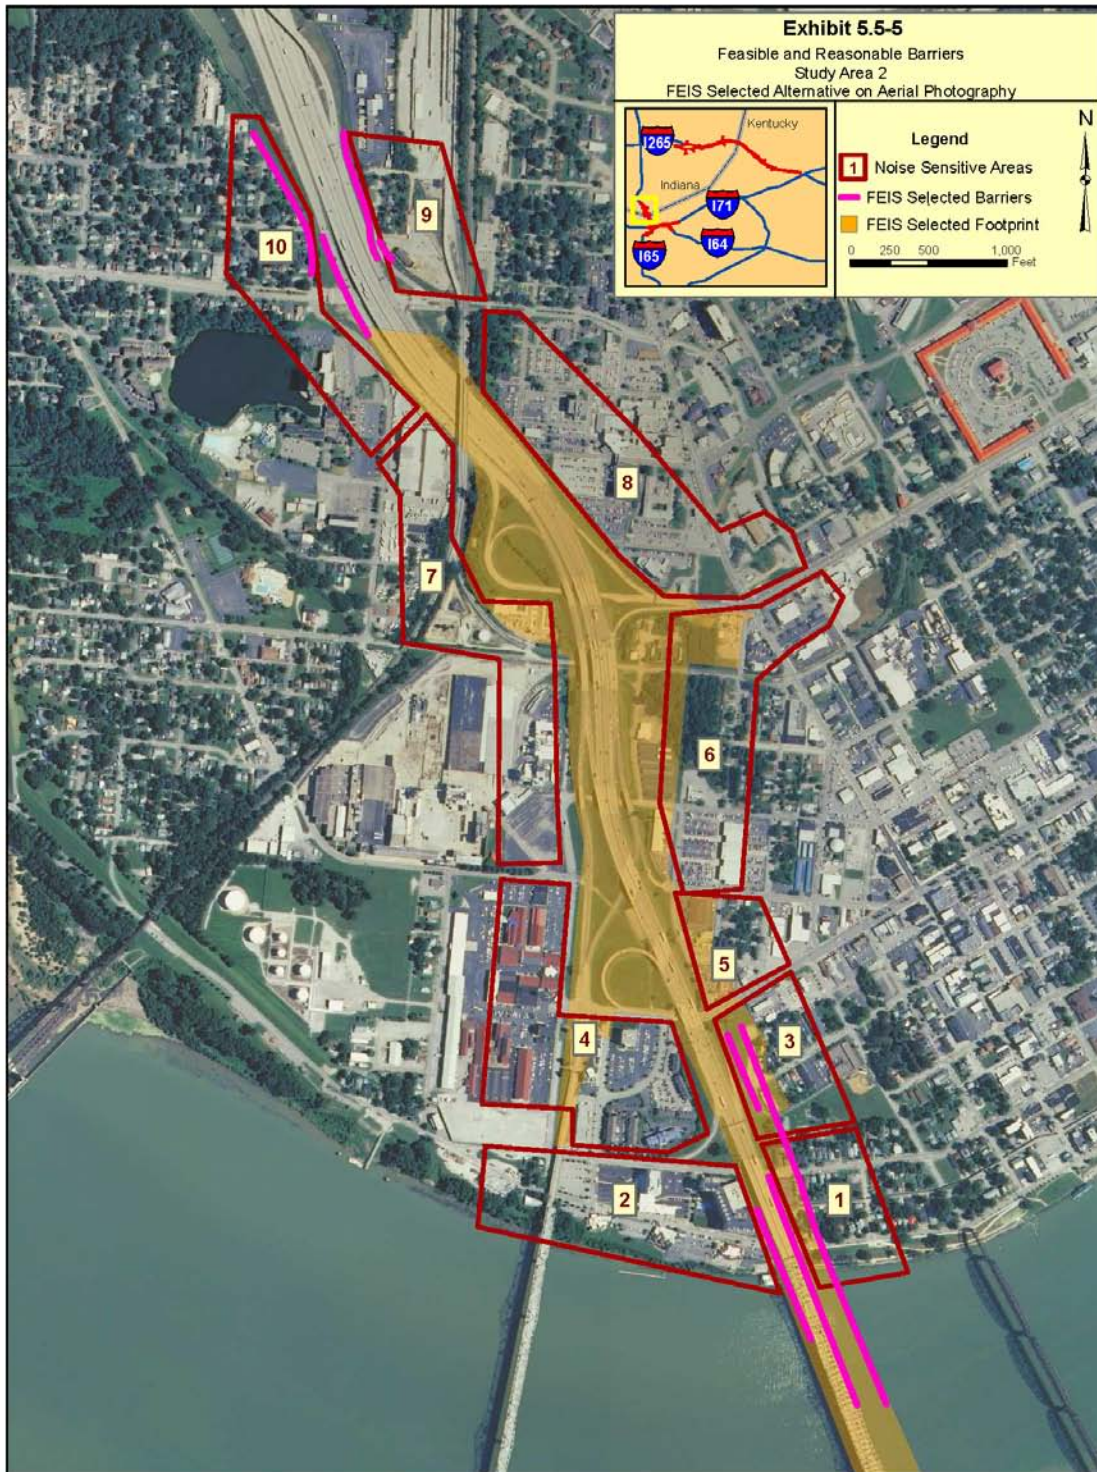 Exhibit 5.5-5
Feasible and Reasonable Barriers
Study Area 2
FEIS Selected Alternative on Aerial Photography
Kentucky
I265
Indiana
I71
I64
I65
N
Legend
1 Noise Sensitive Areas
FEIS Selected Barriers
FEIS Selected Footprint
0 250 500 1,000
Feet
9
10
8
7
6
5
3
4
1
2